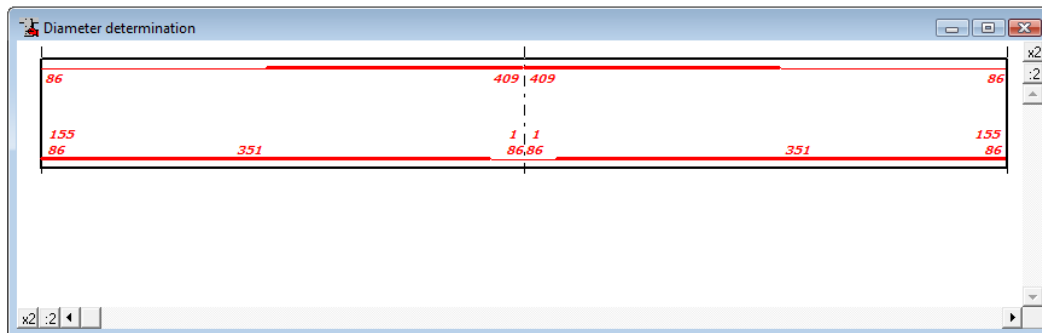 Diameter determination
x2
:2
86 409 409 86
155 1 1 155
86 351 86 86 351 86
x2 :2